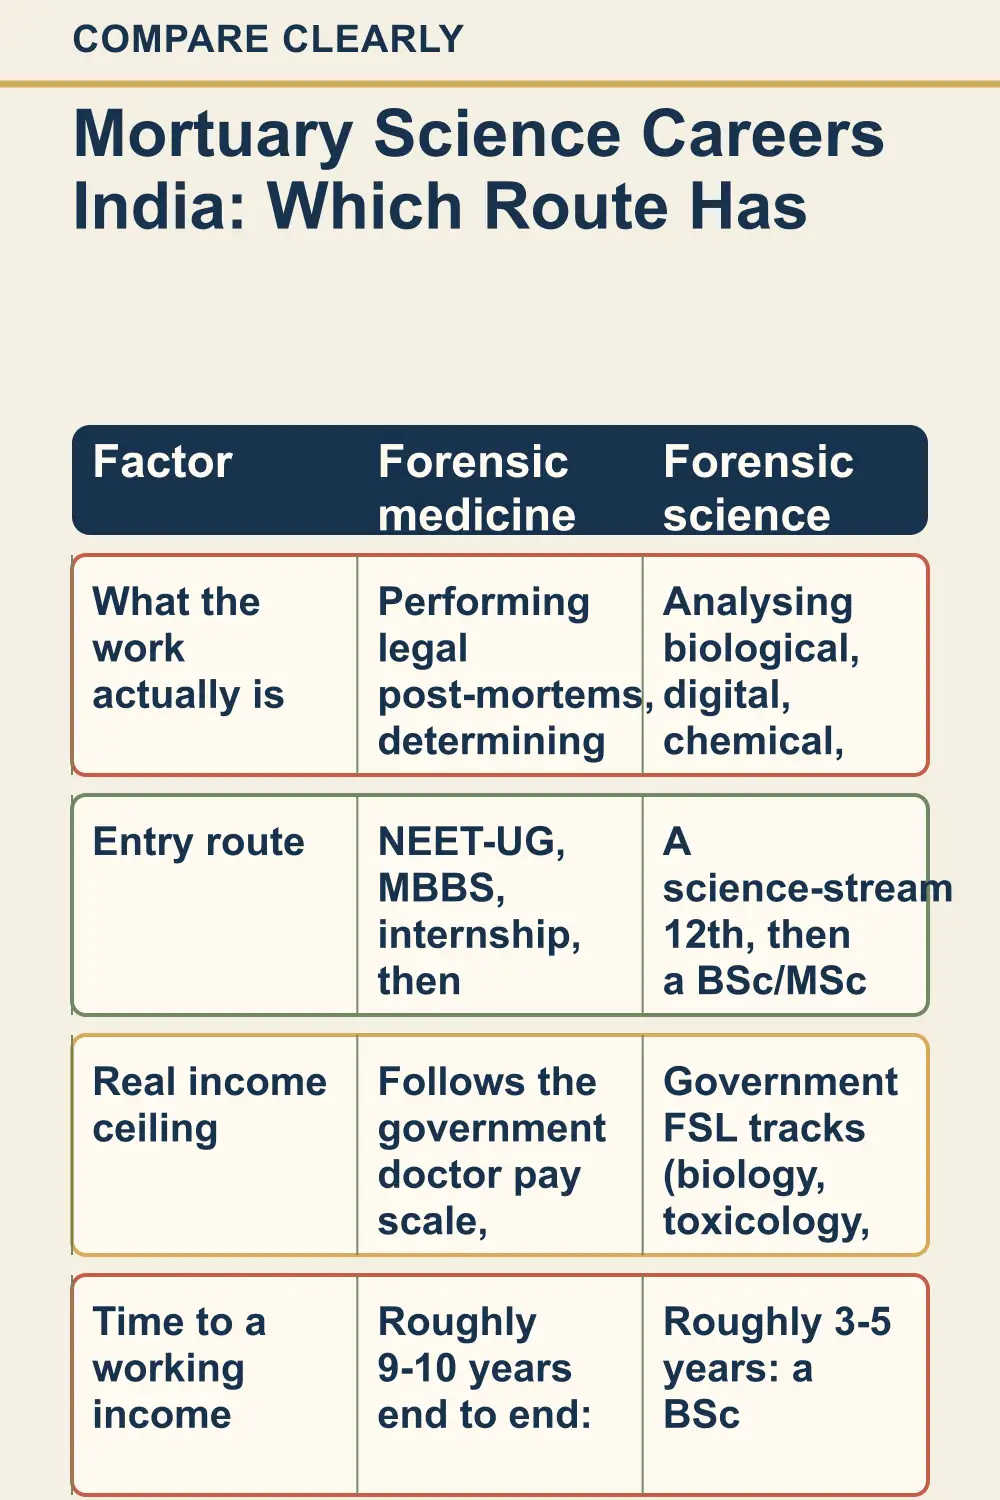 COMPARE CLEARLY
Mortuary Science Careers
India: Which Route Has
Factor
Forensic
medicine
Forensic
science
What the
work
actually is
Performing
legal
post-mortems,
determining
Analysing
biological,
digital,
chemical,
Entry route
NEET-UG,
MBBS,
internship,
then
A
science-stream
12th, then
a BSc/MSc
Real income
ceiling
Follows the
government
doctor pay
scale,
Government
FSL tracks
(biology,
toxicology,
Time to a
working
income
Roughly
9-10 years
end to end:
Roughly 3-5
years: a
BSc